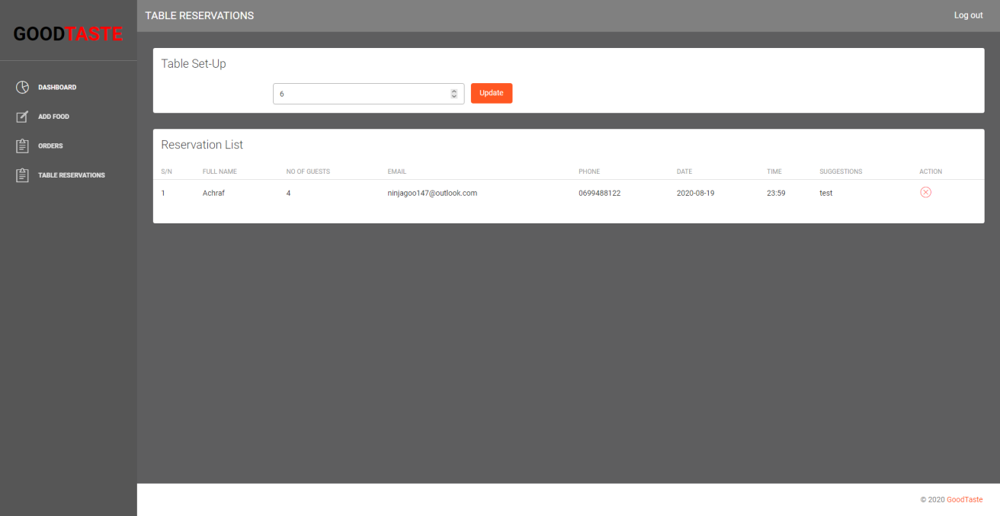 GOODTASTE
DASHBOARD
ADD FOOD
ORDERS
TABLE RESERVATIONS
TABLE RESERVATIONS Log out
Table Set-Up
6 Update
Reservation List
S/N FULL NAME NO OF GUESTS EMAIL PHONE DATE TIME SUGGESTIONS ACTION
1 Achraf 4 ninjagoo147@outlook.com 0699488122 2020-08-19 23:59 test
© 2020 GoodTaste